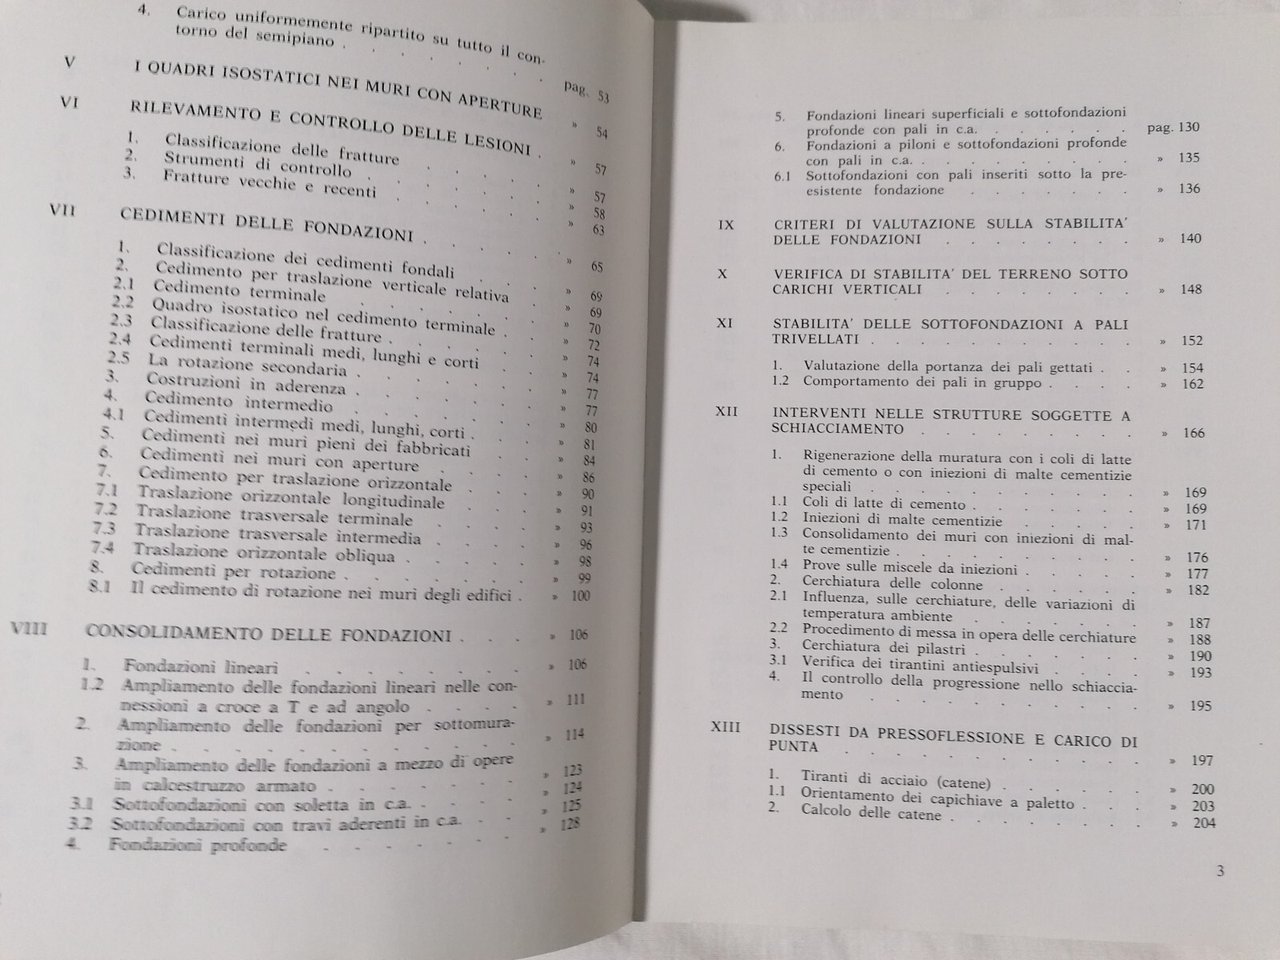 4. Carico uniformemente ripartito su tutto il con-
torno del semipiano . . . . . . . pag. 53
V I QUADRI ISOSTATICI NEI MURI CON APERTURE » 54
VI RILEVAMENTO E CONTROLLO DELLE LESIONI . » 57
1. Classificazione delle fratture » 57
2. Strumenti di controllo . . . . . . » 58
3. Fratture vecchie e recenti . . . . . » 63
VII CEDIMENTI DELLE FONDAZIONI . . . . . » 65
1. Classificazione dei cedimenti fondali . . . » 69
2. Cedimento per traslazione verticale relativa . » 69
2.1 Cedimento terminale . . . . . . » 70
2.2 Quadro isostatico nel cedimento terminale . . » 72
2.3 Classificazione delle fratture . . . . . » 74
2.4 Cedimenti terminali medi, lunghi e corti . . » 74
2.5 La rotazione secondaria . . . . . . » 77
3. Costruzioni in aderenza . . . . . . » 77
4. Cedimento intermedio . . . . . . » 80
4.1 Cedimenti intermedi medi, lunghi, corti . . . » 81
5. Cedimenti nei muri pieni dei fabbricati . . » 84
6. Cedimenti nei muri con aperture . . . . » 86
7. Cedimento per traslazione orizzontale . . . » 90
7.1 Traslazione orizzontale longitudinale . . . » 91
7.2 Traslazione trasversale terminale . . . . » 93
7.3 Traslazione trasversale intermedia . . . . » 96
7.4 Traslazione orizzontale obliqua . . . . . » 98
8. Cedimenti per rotazione . . . . . . » 99
8.1 Il cedimento di rotazione nei muri degli edifici . » 100
VIII CONSOLIDAMENTO DELLE FONDAZIONI . . . » 106
1. Fondazioni lineari . . . . . . . » 106
1.2 Ampliamento delle fondazioni lineari nelle con-
nessioni a croce a T e ad angolo . . . . » 111
2. Ampliamento delle fondazioni per sottomura-
zione . . . . . . . . . . . » 114
3. Ampliamento delle fondazioni a mezzo di opere
in calcestruzzo armato . . . . . . . » 123
3.1 Sottofondazioni con soletta in c.a. . . . . » 124
3.2 Sottofondazioni con travi aderenti in c.a. . . » 125
4. Fondazioni profonde . . . . . . » 128
5. Fondazioni lineari superficiali e sottofondazioni
profonde con pali in c.a. . . . . . . pag. 130
6. Fondazioni a piloni e sottofondazioni profonde
con pali in c.a. . . . . . . . . . » 135
6.1 Sottofondazioni con pali inseriti sotto la pre-
esistente fondazione . . . . . . . » 136
IX CRITERI DI VALUTAZIONE SULLA STABILITA'
DELLE FONDAZIONI . . . . . . . » 140
X VERIFICA DI STABILITA' DEL TERRENO SOTTO
CARICHI VERTICALI . . . . . . . » 148
XI STABILITA' DELLE SOTTOFONDAZIONI A PALI
TRIVELLATI . . . . . . . . . . » 152
1. Valutazione della portanza dei pali gettati . . » 154
1.2 Comportamento dei pali in gruppo . . . . » 162
XII INTERVENTI NELLE STRUTTURE SOGGETTE A
SCHIACCIAMENTO . . . . . . . . » 166
1. Rigenerazione della muratura con i coli di latte
di cemento o con iniezioni di malte cementizie
speciali . . . . . . . . . . » 169
1.1 Coli di latte di cemento . . . . . . . » 169
1.2 Iniezioni di malte cementizie . . . . . » 171
1.3 Consolidamento dei muri con iniezioni di mal-
te cementizie . . . . . . . . . » 176
1.4 Prove sulle miscele da iniezioni . . . . . » 177
2. Cerchiatura delle colonne . . . . . . » 182
2.1 Influenza, sulle cerchiature, delle variazioni di
temperatura ambiente . . . . . . . » 187
2.2 Procedimento di messa in opera delle cerchiature » 188
3. Cerchiatura dei pilastri . . . . . . . » 190
3.1 Verifica dei tirantini antiespulsivi . . . . » 193
4. Il controllo della progressione nello schiaccia-
mento . . . . . . . . . . » 195
XIII DISSESTI DA PRESSOFLESSIONE E CARICO DI
PUNTA . . . . . . . . . . . » 197
1. Tiranti di acciaio (catene) . . . . . . » 200
1.1 Orientamento dei capichiave a paletto . . . » 203
2. Calcolo delle catene . . . . . . . . » 204
3